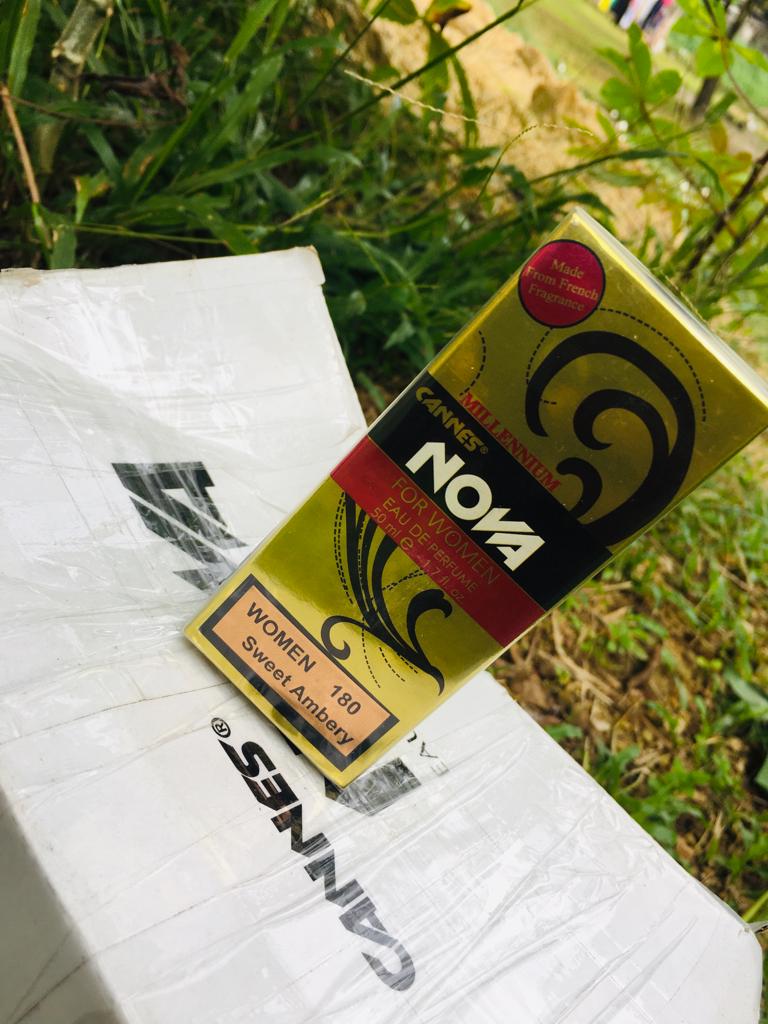 Made
From French
Fragrance
MILLENNIUM
CANNES®
NOVA
FOR WOMEN
EAU DE PERFUME
50 ml e - 1.7 fl oz
WOMEN 180
Sweet Ambery
CANNES®